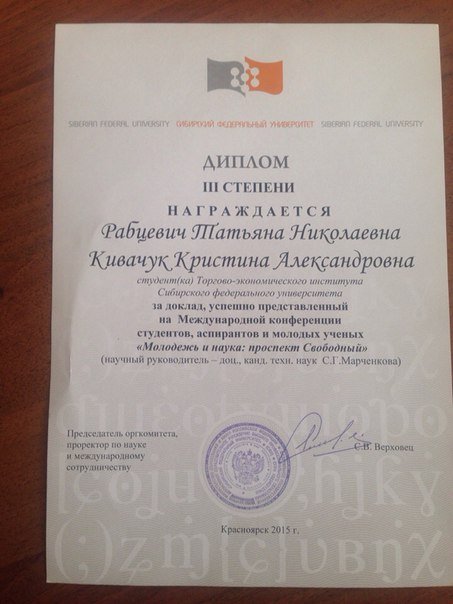 SIBERIAN FEDERAL UNIVERSITY СИБИРСКИЙ ФЕДЕРАЛЬНЫЙ УНИВЕРСИТЕТ SIBERIAN FEDERAL UNIVERSITY
ДИПЛОМ
III СТЕПЕНИ
НАГРАЖДАЕТСЯ
Рабцевич Татьяна Николаевна
Кивачук Кристина Александровна
студент(ка) Торгово-экономического института
Сибирского федерального университета
за доклад, успешно представленный
на Международной конференции
студентов, аспирантов и молодых ученых
«Молодежь и наука: проспект Свободный»
(научный руководитель – доц., канд. техн. наук С.Г.Марченкова)
Председатель оргкомитета,
проректор по науке
и международному
сотрудничеству
С.В. Верховец
Красноярск 2015 г.